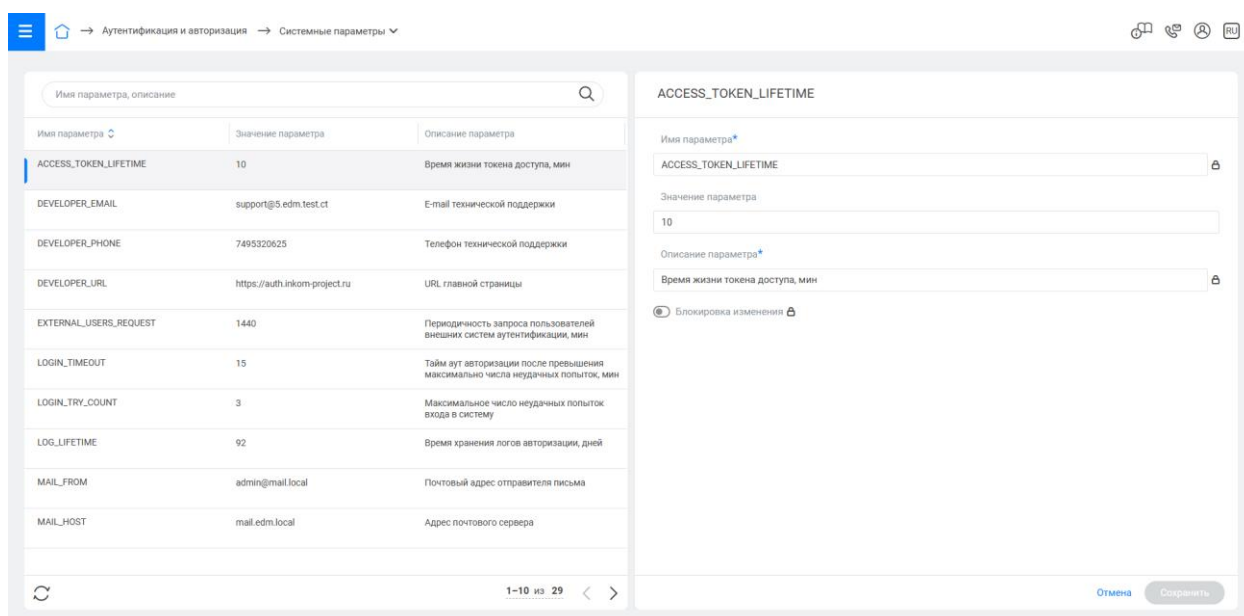 Аутентификация и авторизация Системные параметры
RU
Имя параметра, описание
Имя параметра Значение параметра Описание параметра
ACCESS_TOKEN_LIFETIME 10 Время жизни токена доступа, мин
DEVELOPER_EMAIL support@5.edm.test.ct E-mail технической поддержки
DEVELOPER_PHONE 7495320625 Телефон технической поддержки
DEVELOPER_URL https://auth.inkom-project.ru URL главной страницы
EXTERNAL_USERS_REQUEST 1440 Периодичность запроса пользователей
внешних систем аутентификации, мин
LOGIN_TIMEOUT 15 Тайм аут авторизации после превышения
максимально числа неудачных попыток, мин
LOGIN_TRY_COUNT 3 Максимальное число неудачных попыток
входа в систему
LOG_LIFETIME 92 Время хранения логов авторизации, дней
MAIL_FROM admin@mail.local Почтовый адрес отправителя письма
MAIL_HOST mail.edm.local Адрес почтового сервера
1–10 из 29
ACCESS_TOKEN_LIFETIME
Имя параметра*
ACCESS_TOKEN_LIFETIME
Значение параметра
10
Описание параметра*
Время жизни токена доступа, мин
Блокировка изменения
Отмена Сохранить